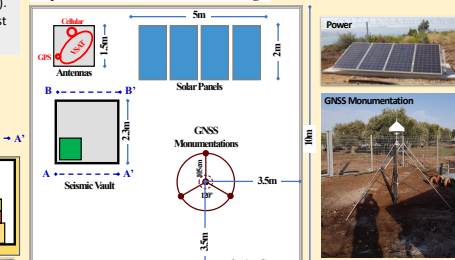 ).
st
5m
Cellular
VSAT
GPS
1.5m
Antennas
2m
Solar Panels
B
B'
A'
2.3m
A
A'
Seismic Vault
GNSS
Monumentations
120°
3.5m
3.5m
10m
Power
GNSS Monumentation